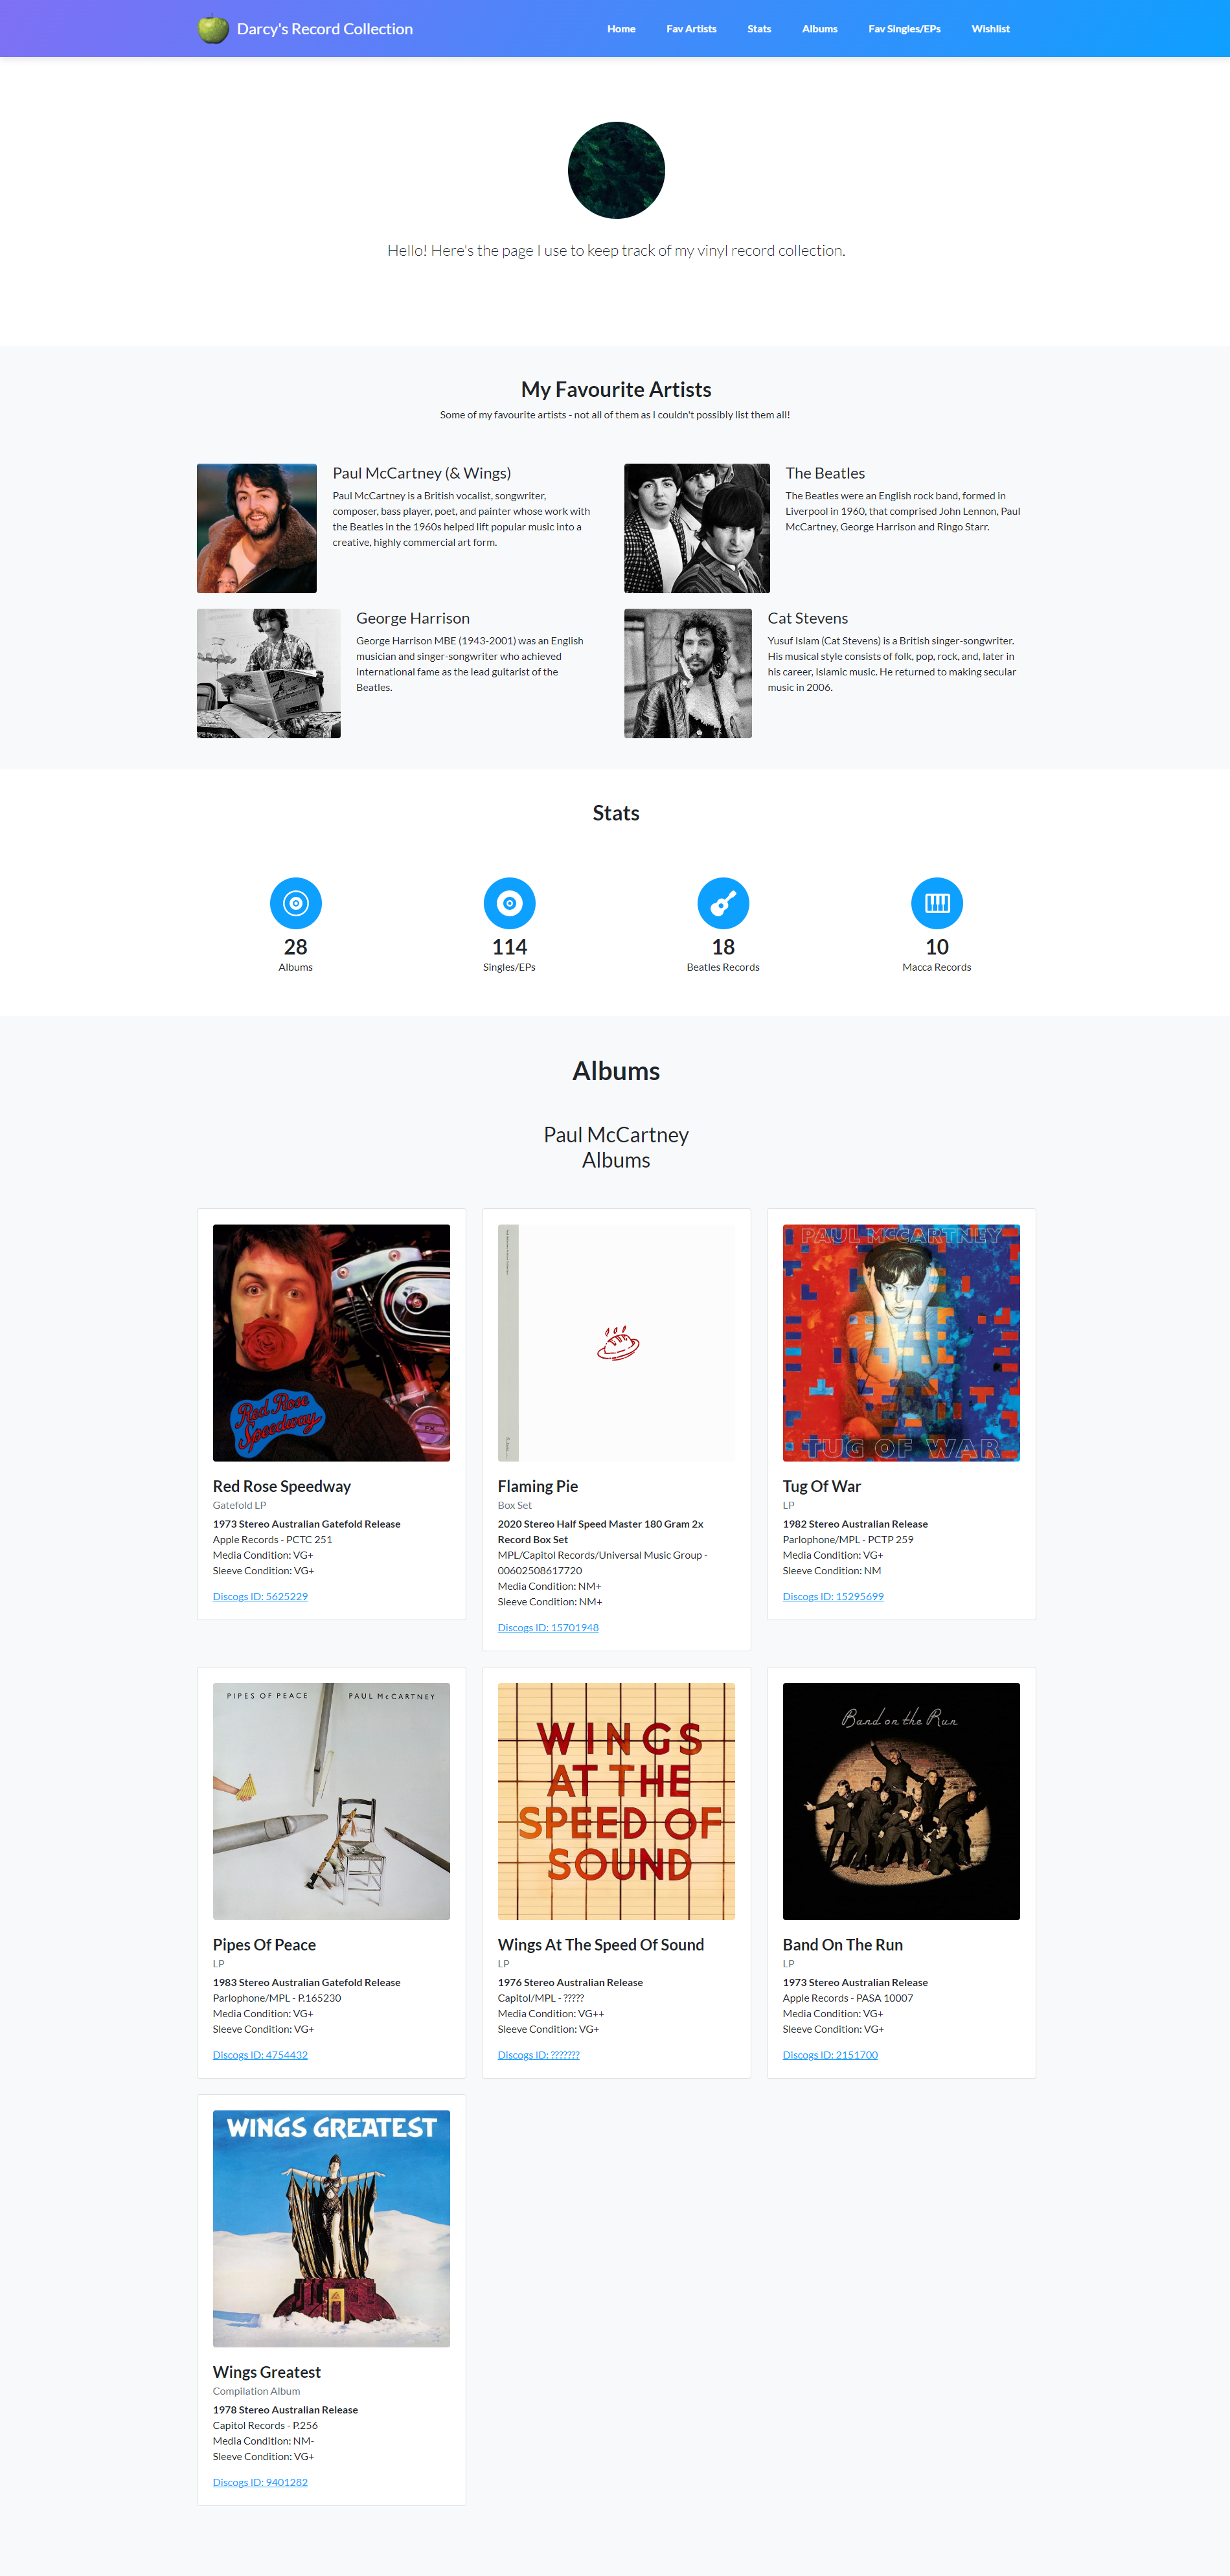 Darcy's Record Collection
Home Fav Artists Stats Albums Fav Singles/EPs Wishlist
Hello! Here's the page I use to keep track of my vinyl record collection.
My Favourite Artists
Some of my favourite artists - not all of them as I couldn't possibly list them all!
Paul McCartney (& Wings)
Paul McCartney is a British vocalist, songwriter,
composer, bass player, poet, and painter whose work with
the Beatles in the 1960s helped lift popular music into a
creative, highly commercial art form.
The Beatles
The Beatles were an English rock band, formed in
Liverpool in 1960, that comprised John Lennon, Paul
McCartney, George Harrison and Ringo Starr.
George Harrison
George Harrison MBE (1943-2001) was an English
musician and singer-songwriter who achieved
international fame as the lead guitarist of the
Beatles.
Cat Stevens
Yusuf Islam (Cat Stevens) is a British singer-songwriter.
His musical style consists of folk, pop, rock, and, later in
his career, Islamic music. He returned to making secular
music in 2006.
Stats
28
Albums
114
Singles/EPs
18
Beatles Records
10
Macca Records
Albums
Paul McCartney
Albums
Red Rose
Speedway
Red Rose Speedway
Gatefold LP
1973 Stereo Australian Gatefold Release
Apple Records - PCTC 251
Media Condition: VG+
Sleeve Condition: VG+
Discogs ID: 5625229
Flaming Pie
Box Set
2020 Stereo Half Speed Master 180 Gram 2x
Record Box Set
MPL/Capitol Records/Universal Music Group -
00602508617720
Media Condition: NM+
Sleeve Condition: NM+
Discogs ID: 15701948
PAUL McCARTNEY
TUG OF WAR
Tug Of War
LP
1982 Stereo Australian Release
Parlophone/MPL - PCTP 259
Media Condition: VG+
Sleeve Condition: NM
Discogs ID: 15295699
PIPES OF PEACE PAUL McCARTNEY
Pipes Of Peace
LP
1983 Stereo Australian Gatefold Release
Parlophone/MPL - P.165230
Media Condition: VG+
Sleeve Condition: VG+
Discogs ID: 4754432
WINGS
AT THE
SPEED OF
SOUND
Wings At The Speed Of Sound
LP
1976 Stereo Australian Release
Capitol/MPL - ?????
Media Condition: VG++
Sleeve Condition: VG+
Discogs ID: ???????
Band on the Run
Band On The Run
LP
1973 Stereo Australian Release
Apple Records - PASA 10007
Media Condition: VG+
Sleeve Condition: VG+
Discogs ID: 2151700
WINGS GREATEST
Wings Greatest
Compilation Album
1978 Stereo Australian Release
Capitol Records - P.256
Media Condition: NM-
Sleeve Condition: VG+
Discogs ID: 9401282